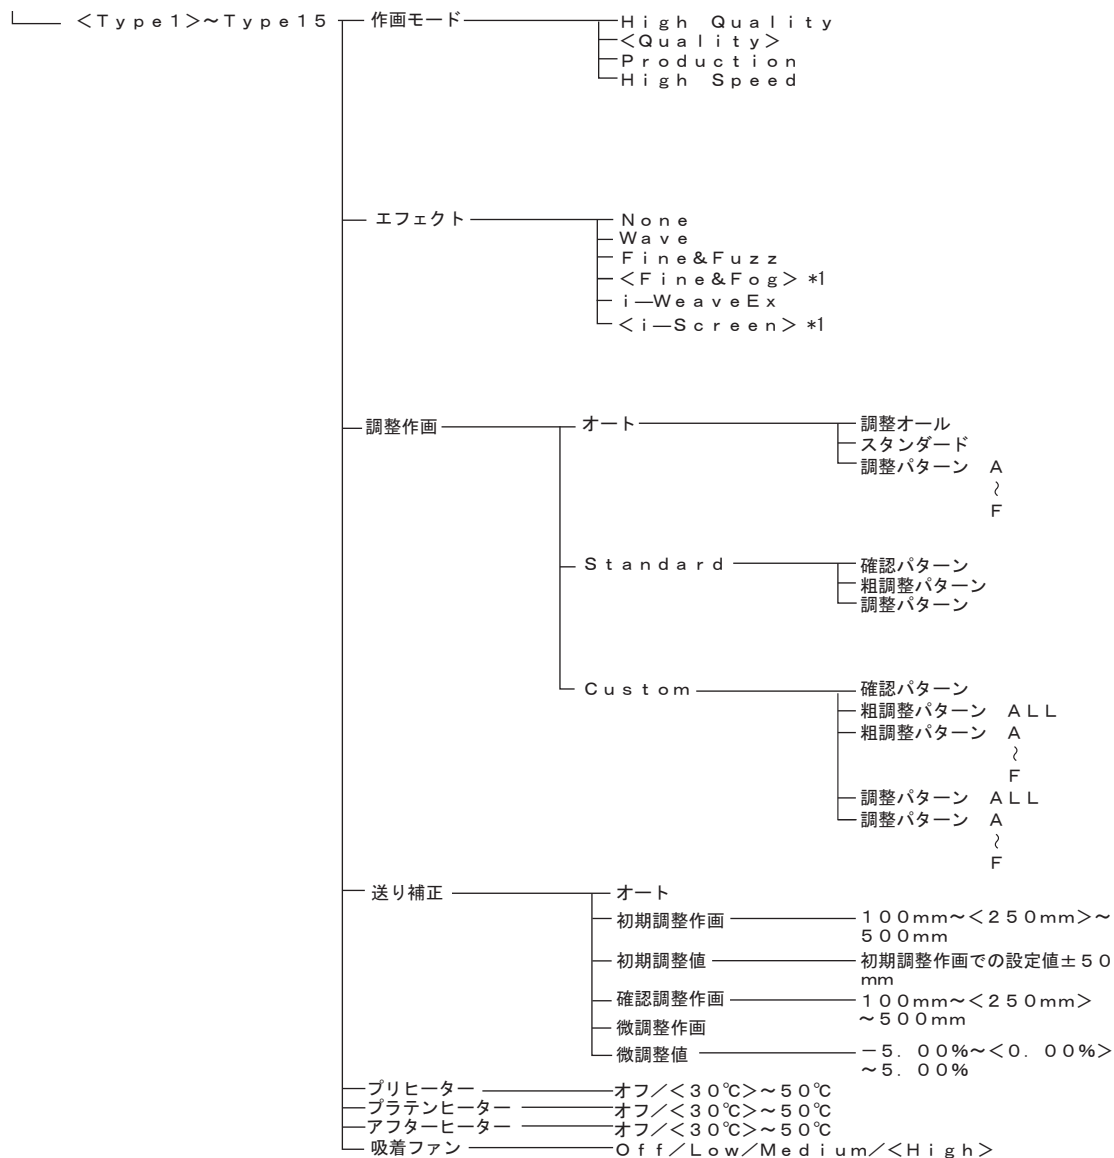 ＜Type1＞～Type15
作画モード
High Quality
＜Quality＞
Production
High Speed
エフェクト
None
Wave
Fine&Fuzz
＜Fine&Fog＞ *1
i—WeaveEx
＜i—Screen＞ *1
調整作画
オート
調整オール
スタンダード
調整パターン A
～
F
Standard
確認パターン
粗調整パターン
調整パターン
Custom
確認パターン
粗調整パターン ALL
粗調整パターン A
～
F
調整パターン ALL
調整パターン A
～
F
送り補正
オート
初期調整作画
100mm～＜250mm＞～
500mm
初期調整値
初期調整作画での設定値±50
mm
確認調整作画
100mm～＜250mm＞
～500mm
微調整作画
微調整値
－5．00％～＜0．00％＞
～5．00％
プリヒーター
オフ／＜30℃＞～50℃
プラテンヒーター
オフ／＜30℃＞～50℃
アフターヒーター
オフ／＜30℃＞～50℃
吸着ファン
Off／Low／Medium／＜High＞